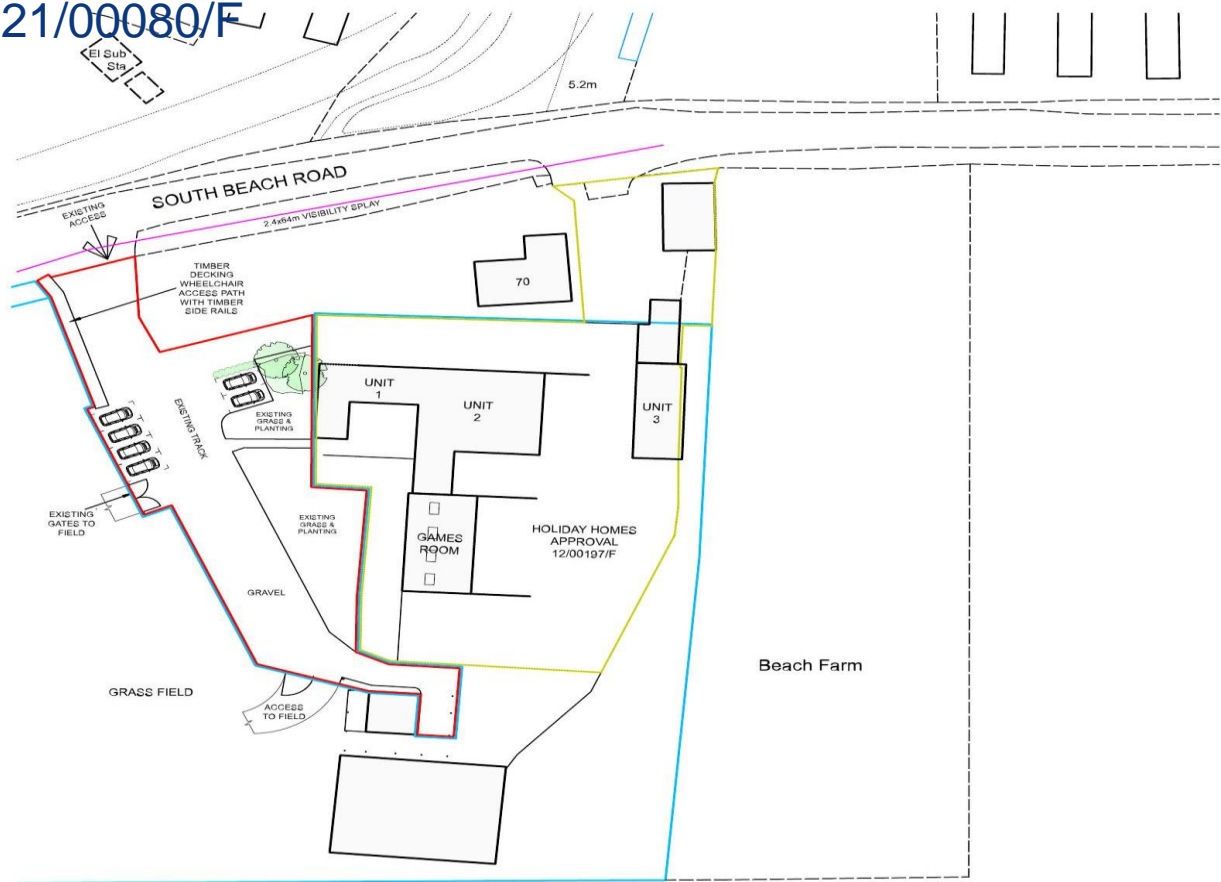 21/00080/F
El Sub
Sta
5.2m
SOUTH BEACH ROAD
EXISTING
ACCESS
2.4x64m VISIBILITY SPLAY
TIMBER
DECKING
WHEELCHAIR
ACCESS PATH
WITH TIMBER
SIDE RAILS
70
UNIT
1
UNIT
2
UNIT
3
EXISTING TRACK
EXISTING
GRASS &
PLANTING
EXISTING
GATES TO
FIELD
EXISTING
GRASS &
PLANTING
GAMES
ROOM
HOLIDAY HOMES
APPROVAL
12/00197/F
GRAVEL
Beach Farm
GRASS FIELD
ACCESS
TO FIELD